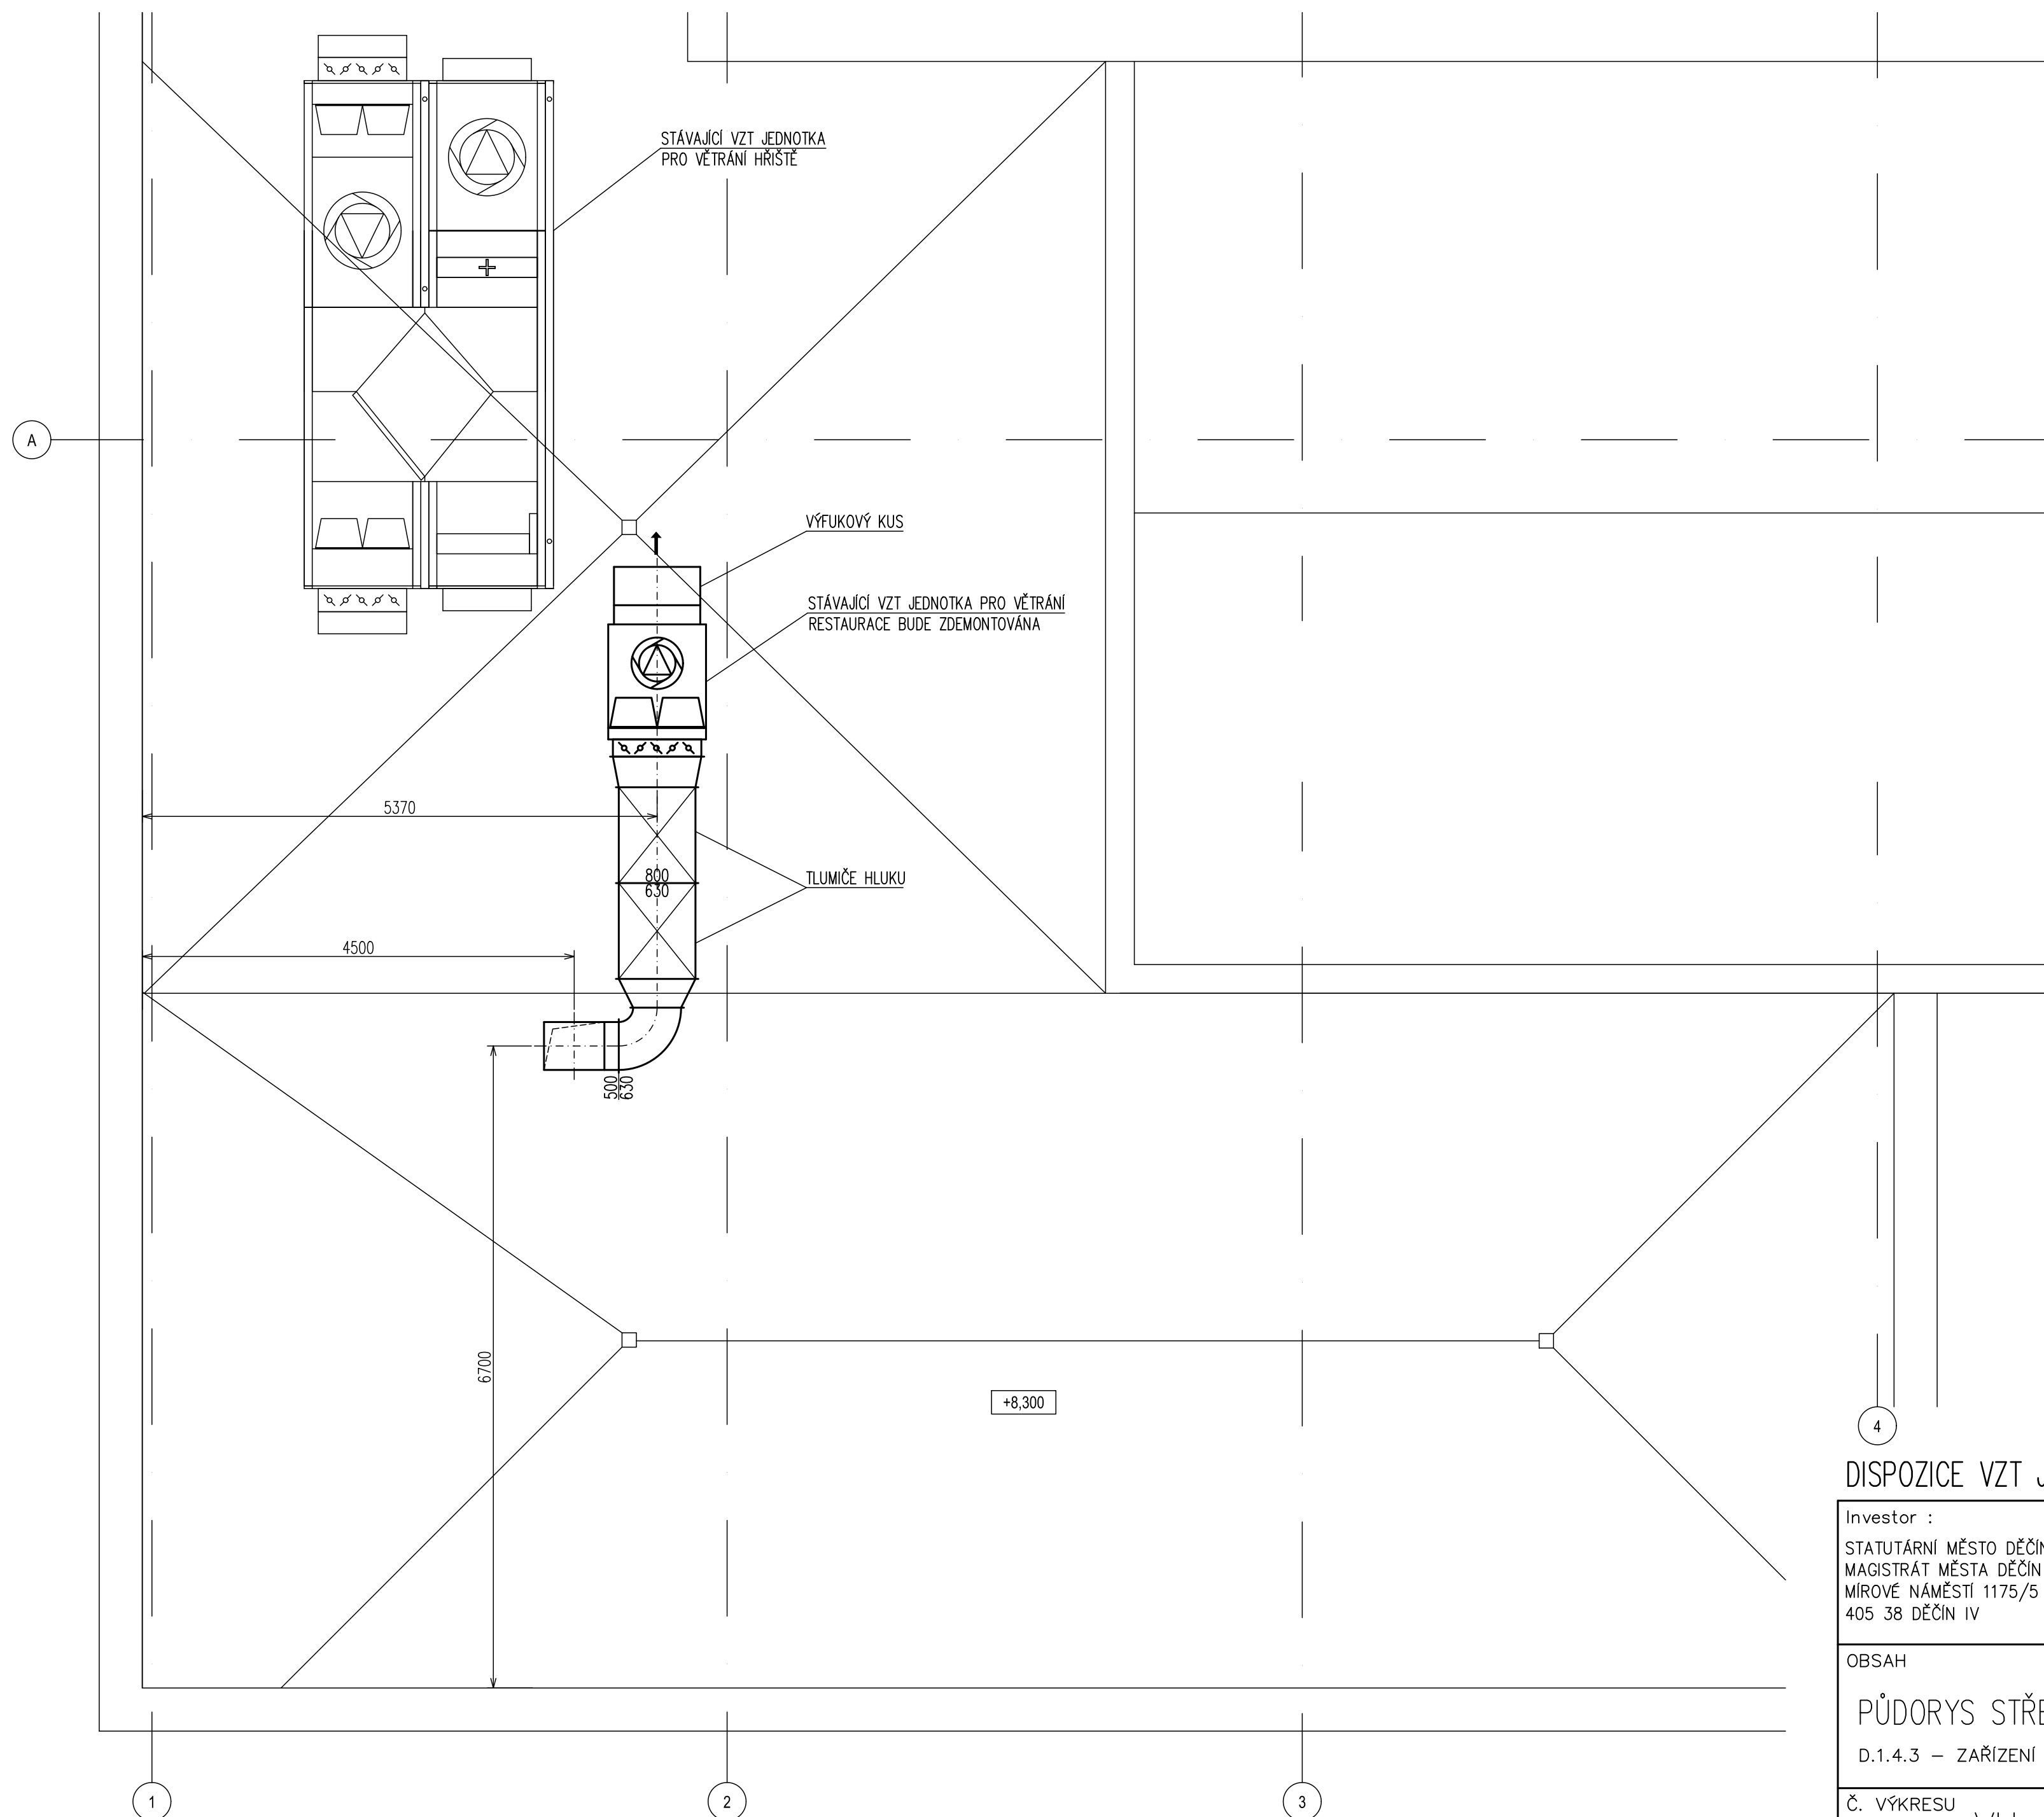 STÁVAJÍCÍ VZT JEDNOTKA
PRO VĚTRÁNÍ HŘIŠTĚ
A
VÝFUKOVÝ KUS
STÁVAJÍCÍ VZT JEDNOTKA PRO VĚTRÁNÍ
RESTAURACE BUDE ZDEMONTOVÁNA
5370
800
630
TLUMIČE HLUKU
4500
500
630
6700
+8,300
4
DISPOZICE VZT
Investor :
STATUTÁRNÍ MĚSTO DĚČÍN
MAGISTRÁT MĚSTA DĚČÍN
MÍROVÉ NÁMĚSTÍ 1175/5
405 38 DĚČÍN IV
OBSAH
PŮDORYS
D.1.4.3 – ZAŘÍZENÍ
Č. VÝKRESU
1
2
3